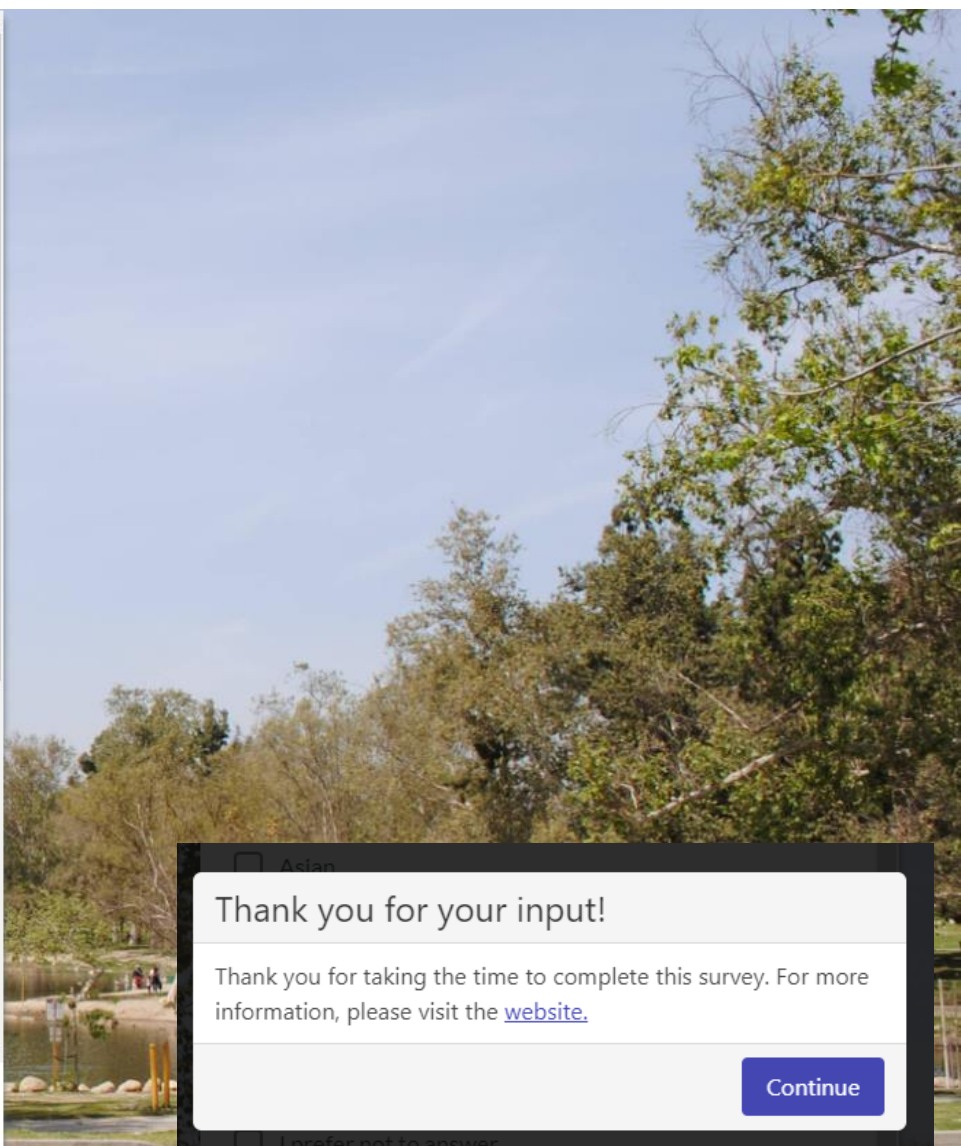 Asian
Thank you for your input!
Thank you for taking the time to complete this survey. For more
information, please visit the website.
Continue
I prefer not to answer